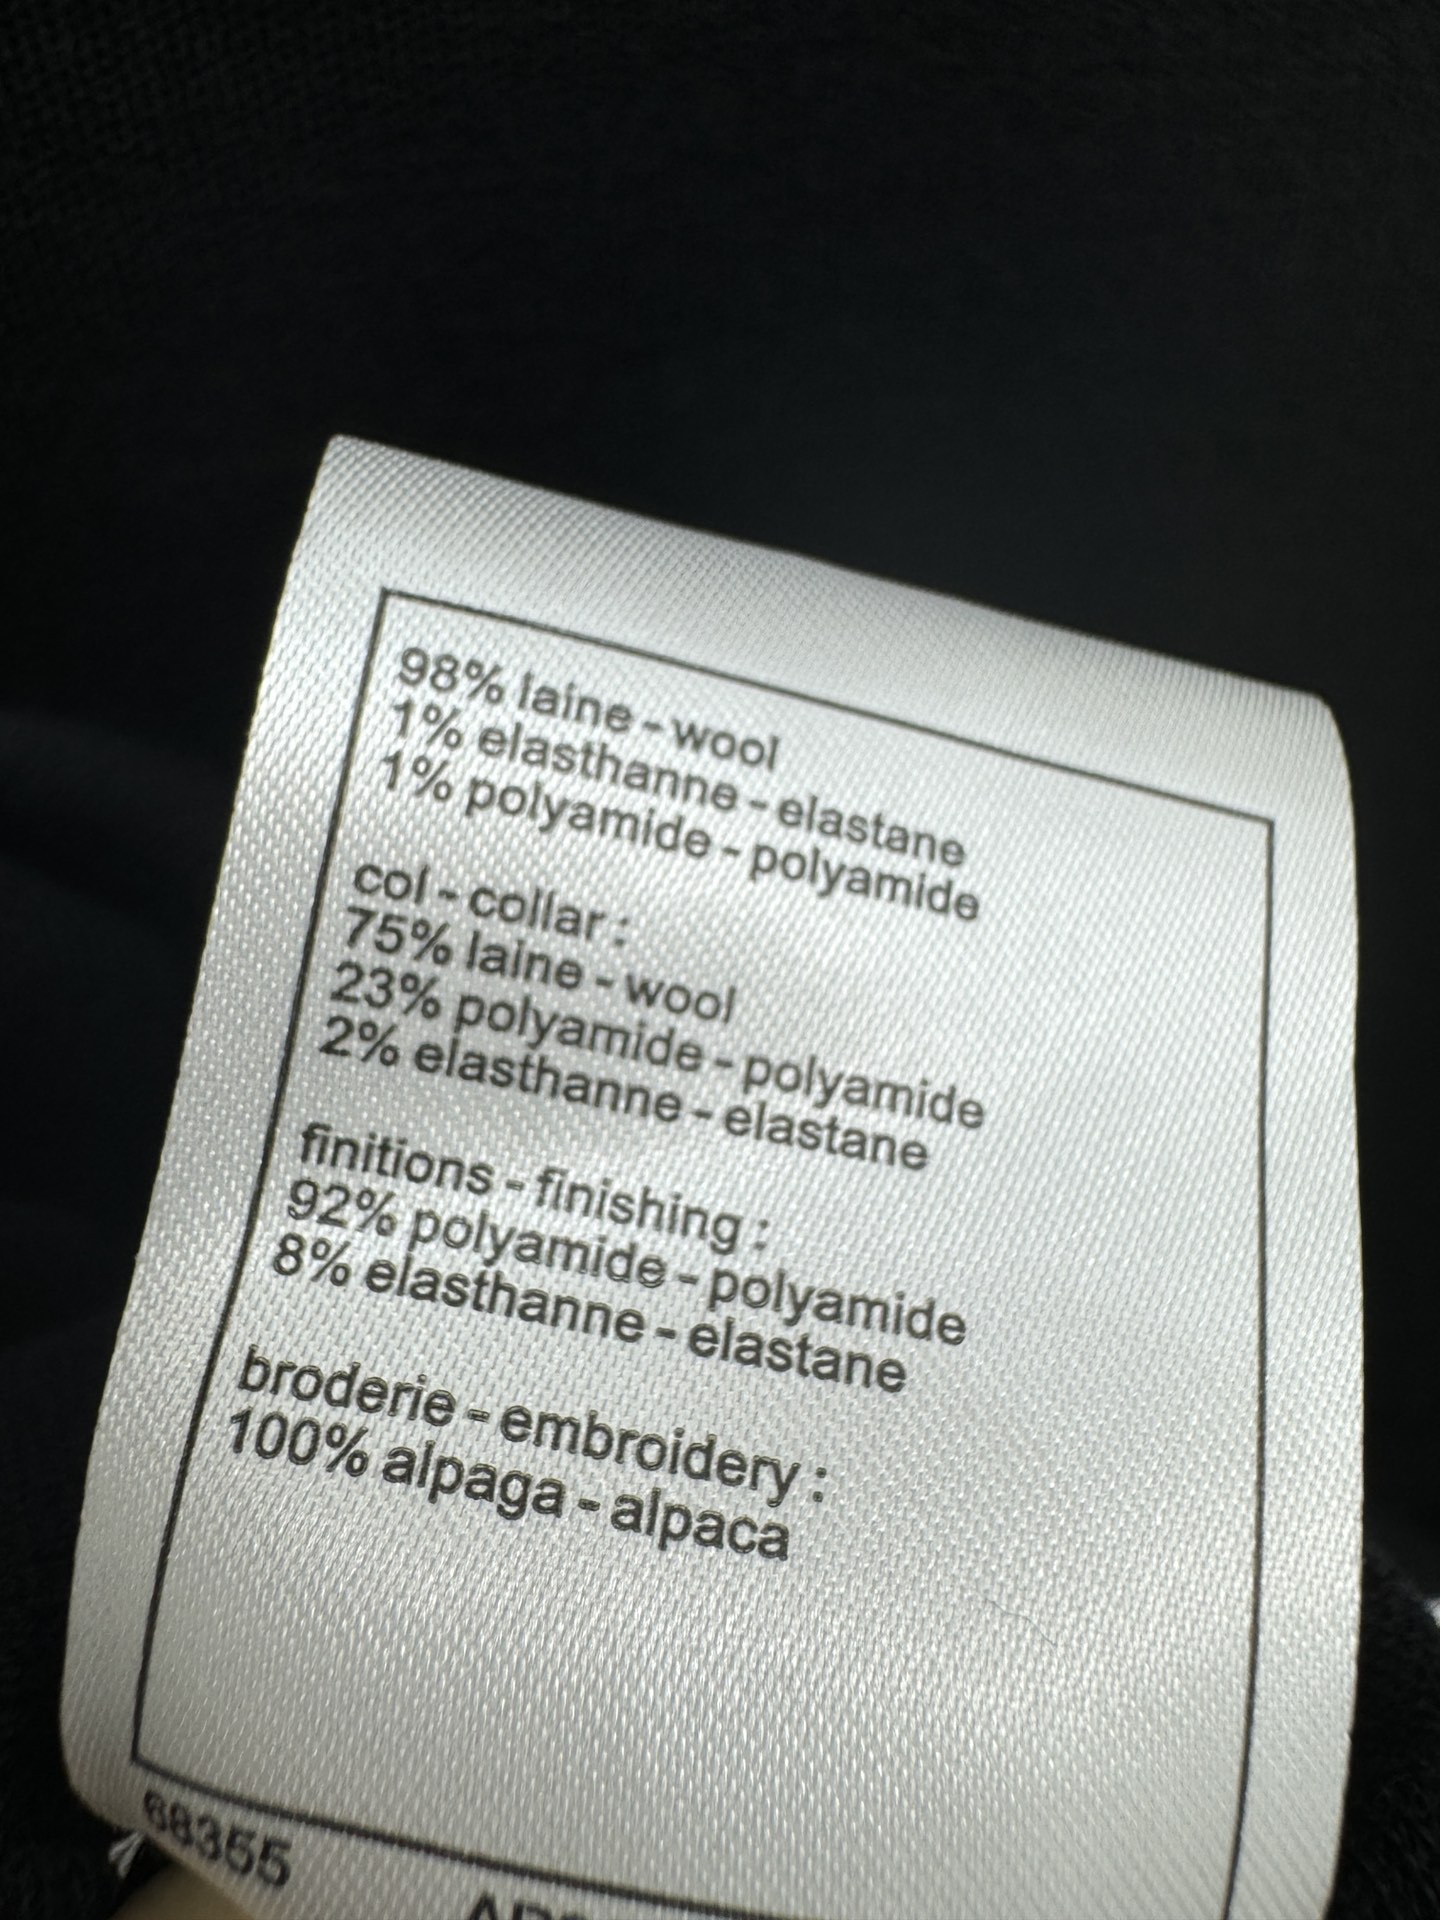 98% laine - wool
1% elasthanne - elastane
1% polyamide - polyamide
col - collar :
75% laine - wool
23% polyamide - polyamide
2% elasthanne - elastane
finitions - finishing :
92% polyamide - polyamide
8% elasthanne - elastane
broderie - embroidery :
100% alpaga - alpaca
68355